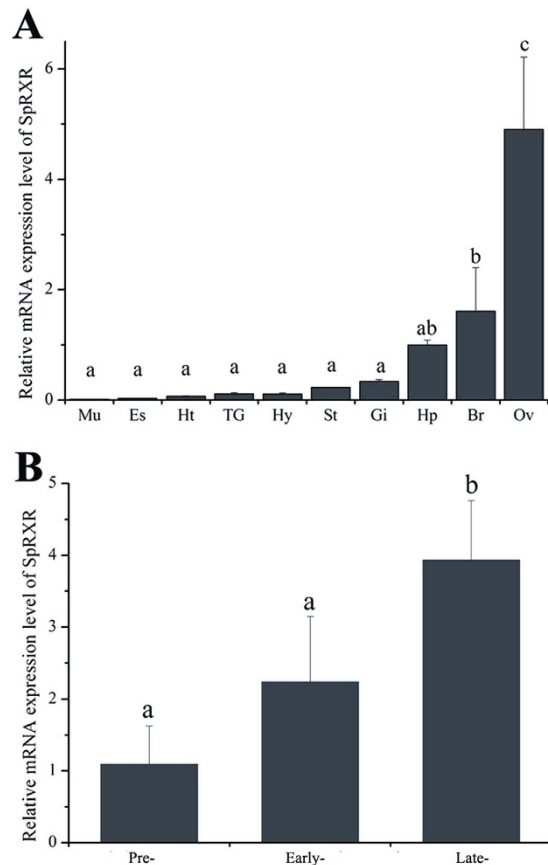 A
Relative mRNA expression level of SpRXR
6
4
2
0
c
b
ab
a a a a a a a
Mu Es Ht TG Hy St Gi Hp Br Ov
B
Relative mRNA expression level of SpRXR
5
4
3
2
1
0
b
a
a
Pre- Early- Late-